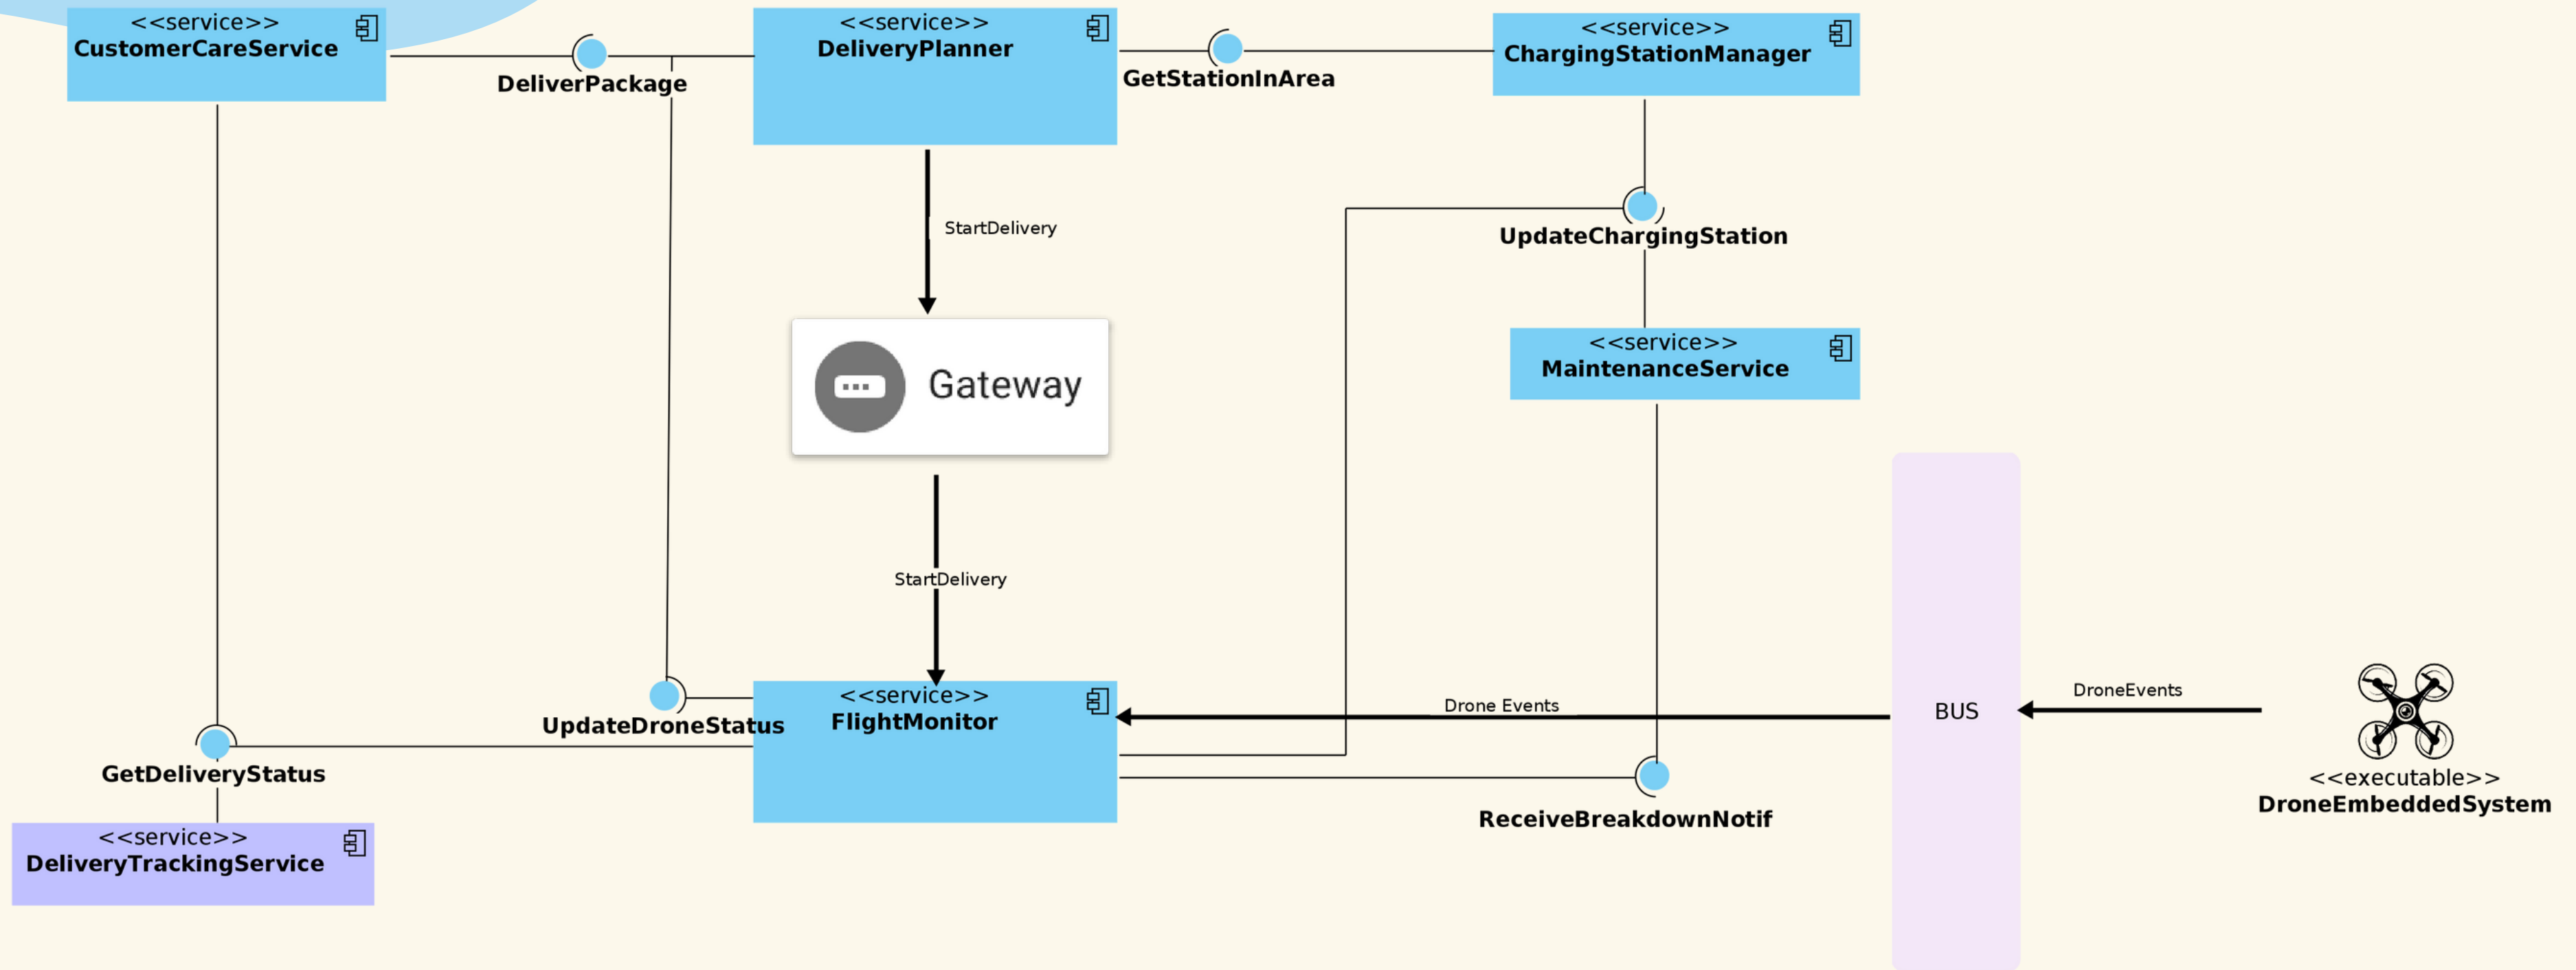 <<service>>
CustomerCareService
DeliverPackage
<<service>>
DeliveryPlanner
GetStationInArea
<<service>>
ChargingStationManager
StartDelivery
UpdateChargingStation
Gateway
<<service>>
MaintenanceService
StartDelivery
<<service>>
FlightMonitor
UpdateDroneStatus
Drone Events
BUS
DroneEvents
GetDeliveryStatus
ReceiveBreakdownNotif
<<executable>>
DroneEmbeddedSystem
<<service>>
DeliveryTrackingService